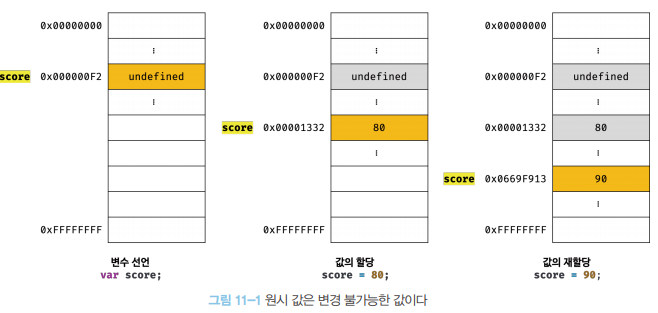 0x00000000
⋮
score 0x000000F2 undefined
⋮
0xFFFFFFFF
변수 선언
var score;
0x00000000
⋮
0x000000F2 undefined
⋮
score 0x00001332 80
⋮
0xFFFFFFFF
값의 할당
score = 80;
0x00000000
⋮
0x000000F2 undefined
⋮
0x00001332 80
⋮
score 0x0669F913 90
⋮
0xFFFFFFFF
값의 재할당
score = 90;
그림 11-1 원시 값은 변경 불가능한 값이다